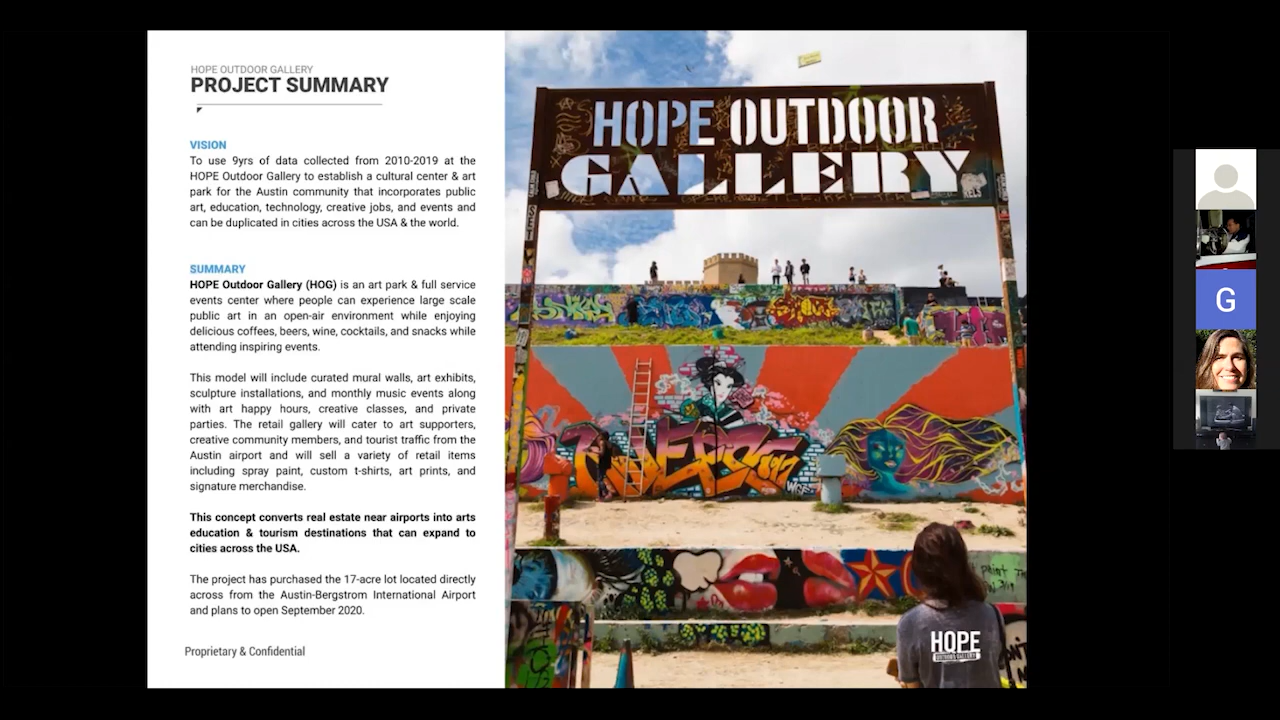 HOPE OUTDOOR GALLERY
PROJECT SUMMARY
VISION
To use 9yrs of data collected from 2010-2019 at the
HOPE Outdoor Gallery to establish a cultural center & art
park for the Austin community that incorporates public
art, education, technology, creative jobs, and events and
can be duplicated in cities across the USA & the world.
SUMMARY
HOPE Outdoor Gallery (HOG) is an art park & full service
events center where people can experience large scale
public art in an open-air environment while enjoying
delicious coffees, beers, wine, cocktails, and snacks while
attending inspiring events.
This model will include curated mural walls, art exhibits,
sculpture installations, and monthly music events along
with art happy hours, creative classes, and private
parties. The retail gallery will cater to art supporters,
creative community members, and tourist traffic from the
Austin airport and will sell a variety of retail items
including spray paint, custom t-shirts, art prints, and
signature merchandise.
This concept converts real estate near airports into arts
education & tourism destinations that can expand to
cities across the USA.
The project has purchased the 17-acre lot located directly
across from the Austin-Bergstrom International Airport
and plans to open September 2020.
Proprietary & Confidential
HOPE OUTDOOR
GALLERY
HOPE
OUTDOOR GALLERY
G